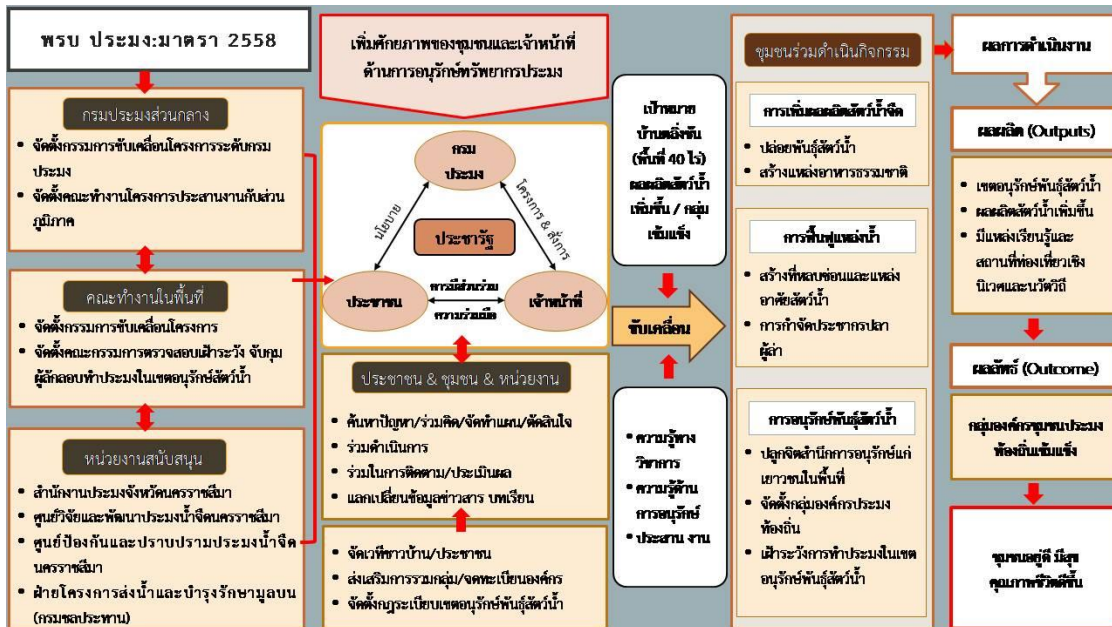 พรบ ประมง:มาตรา 2558
กรมประมงส่วนกลาง
• จัดตั้งกรรมการขับเคลื่อนโครงการระดับกรม
ประมง
• จัดตั้งคณะทำงานโครงการประสานงานกับส่วน
ภูมิภาค
คณะทำงานในพื้นที่
• จัดตั้งกรรมการขับเคลื่อนโครงการ
• จัดตั้งคณะกรรมการตรวจสอบเฝ้าระวัง จับกุม
ผู้ลักลอบทำประมงในเขตอนุรักษ์สัตว์น้ำ
หน่วยงานสนับสนุน
• สำนักงานประมงจังหวัดนครราชสีมา
• ศูนย์วิจัยและพัฒนาประมงน้ำจืดนครราชสีมา
• ศูนย์ป้องกันและปราบปรามประมงน้ำจืด
นครราชสีมา
• ฝ่ายโครงการส่งน้ำและบำรุงรักษามูลบน
(กรมชลประทาน)
เพิ่มศักยภาพของชุมชนและเจ้าหน้าที่
ด้านการอนุรักษ์ทรัพยากรประมง
กรม
ประมง
นโยบาย
โครงการ & สั่งการ
ประชารัฐ
ประชาชน
การมีส่วนร่วม
ความร่วมมือ
เจ้าหน้าที่
ประชาชน & ชุมชน & หน่วยงาน
• ค้นหาปัญหา/ร่วมคิด/จัดทำแผน/ตัดสินใจ
• ร่วมดำเนินการ
• ร่วมในการติดตาม/ประเมินผล
• แลกเปลี่ยนข้อมูลข่าวสาร บทเรียน
• จัดเวทีชาวบ้าน/ประชาชน
• ส่งเสริมการรวมกลุ่ม/จดทะเบียนองค์กร
• จัดตั้งกฎระเบียบเขตอนุรักษ์พันธุ์สัตว์น้ำ
เป้าหมาย
บ้านตลิ่งชัน
(พื้นที่ 40 ไร่)
ผลผลิตสัตว์น้ำ
เพิ่มขึ้น / กลุ่ม
เข้มแข็ง
ขับเคลื่อน
• ความรู้ทาง
วิชาการ
• ความรู้ด้าน
การอนุรักษ์
• ประสาน งาน
ชุมชนร่วมดำเนินกิจกรรม
การเพิ่มผลผลิตสัตว์น้ำจืด
• ปล่อยพันธุ์สัตว์น้ำ
• สร้างแหล่งอาหารธรรมชาติ
การฟื้นฟูแหล่งน้ำ
• สร้างที่หลบซ่อนและแหล่ง
อาศัยสัตว์น้ำ
• การกำจัดประชากรปลา
ผู้ล่า
การอนุรักษ์พันธุ์สัตว์น้ำ
• ปลูกจิตสำนึกการอนุรักษ์แก่
เยาวชนในพื้นที่
• จัดตั้งกลุ่มองค์กรประมง
ท้องถิ่น
• เฝ้าระวังการทำประมงในเขต
อนุรักษ์พันธุ์สัตว์น้ำ
ผลการดำเนินงาน
ผลผลิต (Outputs)
• เขตอนุรักษ์พันธุ์สัตว์น้ำ
• ผลผลิตสัตว์น้ำเพิ่มขึ้น
• มีแหล่งเรียนรู้และ
สถานที่ท่องเที่ยวเชิง
นิเวศและนวัตวิถี
ผลลัพธ์ (Outcome)
กลุ่มองค์กรชุมชนประมง
ท้องถิ่นเข้มแข็ง
ชุมชนอยู่ดี มีสุข
คุณภาพชีวิตดีขึ้น